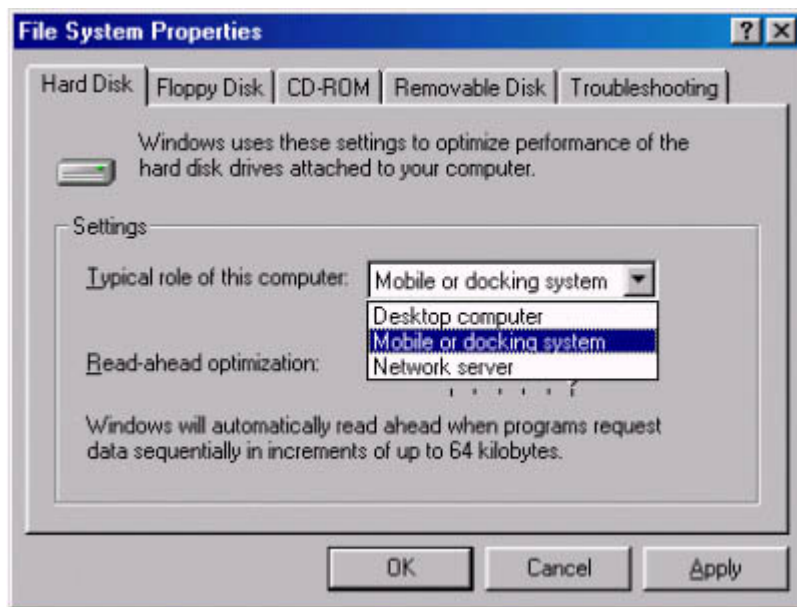 File System Properties
Hard Disk Floppy Disk CD-ROM Removable Disk Troubleshooting
Windows uses these settings to optimize performance of the
hard disk drives attached to your computer.
Settings
Typical role of this computer: Mobile or docking system
Desktop computer
Mobile or docking system
Read-ahead optimization: Network server
Windows will automatically read ahead when programs request
data sequentially in increments of up to 64 kilobytes.
OK Cancel Apply